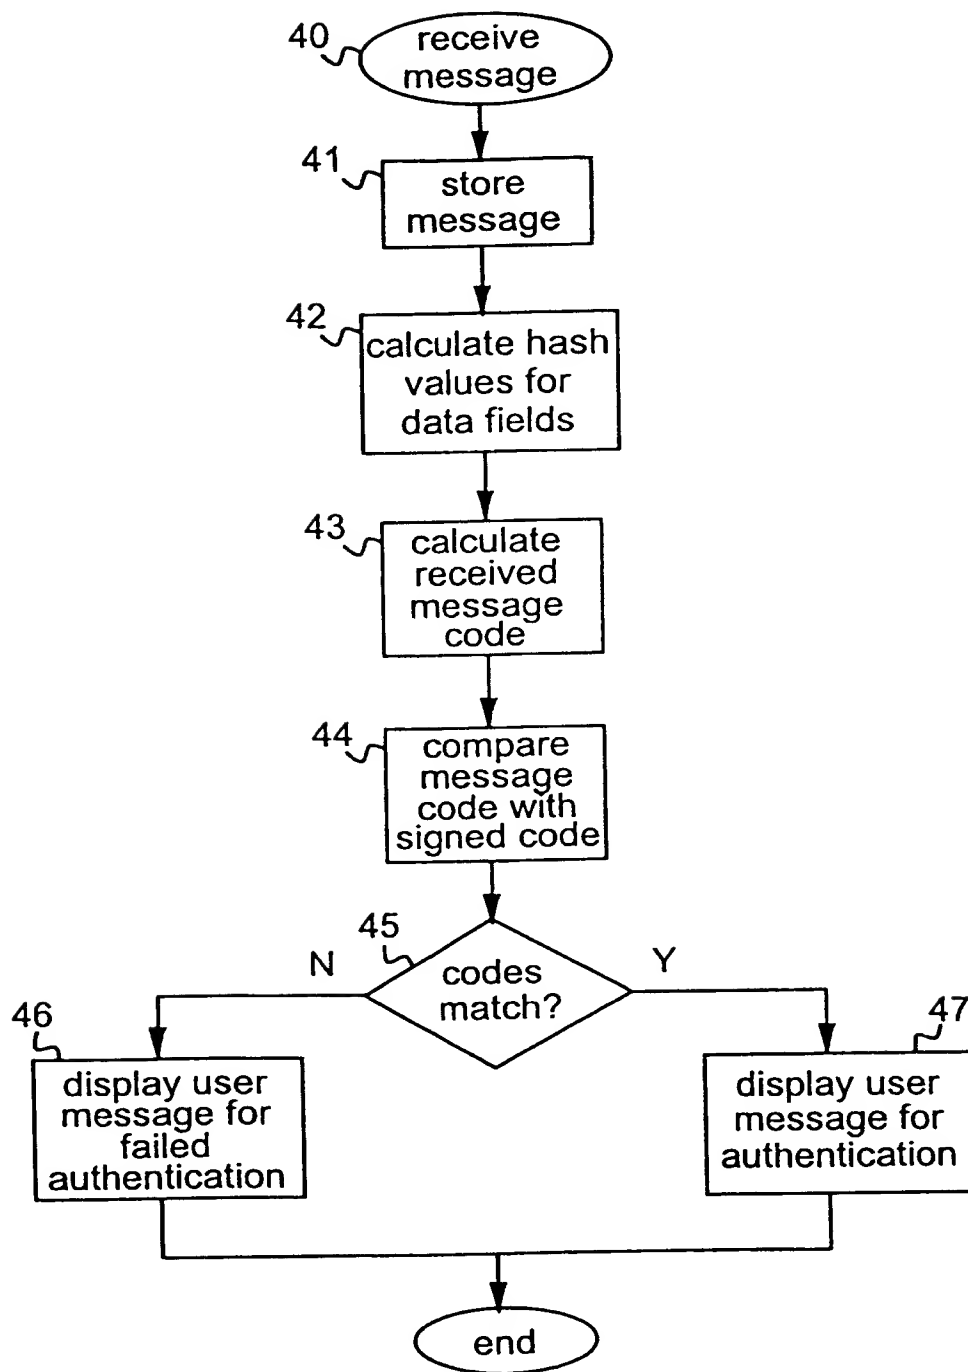 40
receive
message
41
store
message
42
calculate hash
values for
data fields
43
calculate
received
message
code
44
compare
message
code with
signed code
45
N
Y
codes
match?
46
display user
message for
failed
authentication
47
display user
message for
authentication
end